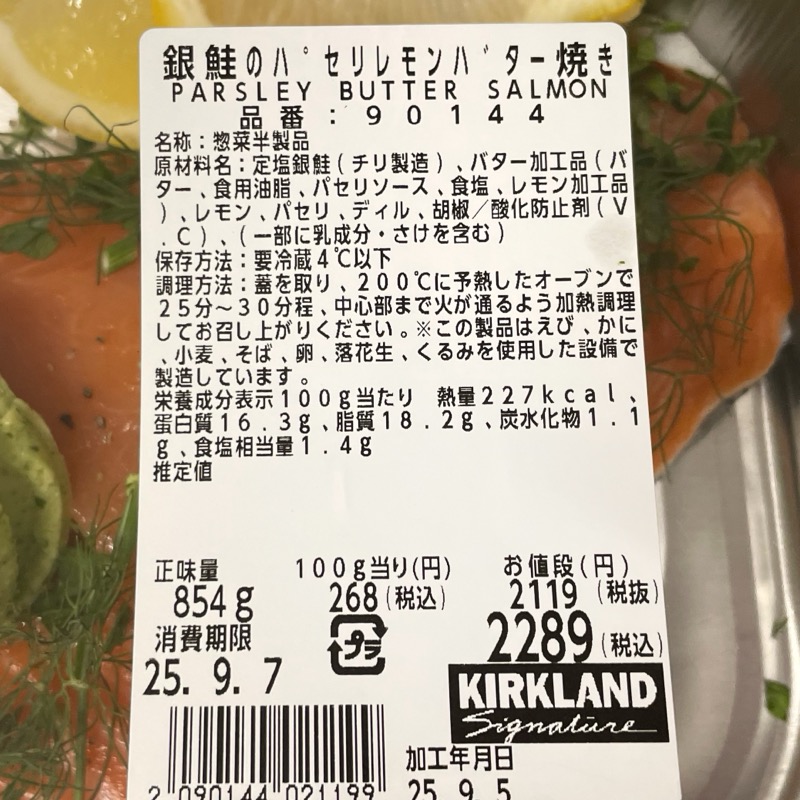 銀鮭のパセリレモンバター焼き
PARSLEY BUTTER SALMON
品番:90144
名称:惣菜半製品
原材料名:定塩銀鮭(チリ製造)、バター加工品(バ
ター、食用油脂、パセリソース、食塩、レモン加工品
)、レモン、パセリ、ディル、胡椒/酸化防止剤(V
.C)、(一部に乳成分・さけを含む)
保存方法:要冷蔵4℃以下
調理方法:蓋を取り、200℃に予熱したオーブンで
25分~30分程、中心部まで火が通るよう加熱調理
してお召し上がりください。※この製品はえび、かに
、小麦、そば、卵、落花生、くるみを使用した設備で
製造しています。
栄養成分表示100g当たり 熱量227kcal、
蛋白質16.3g、脂質18.2g、炭水化物1.1
g、食塩相当量1.4g
推定値
正味量 100g当り(円) お値段(円)
854g 268(税込) 2119(税抜)
消費期限 プラ 2289(税込)
25.9.7
KIRKLAND
Signature
加工年月日
2 090144 021199 25.9.5